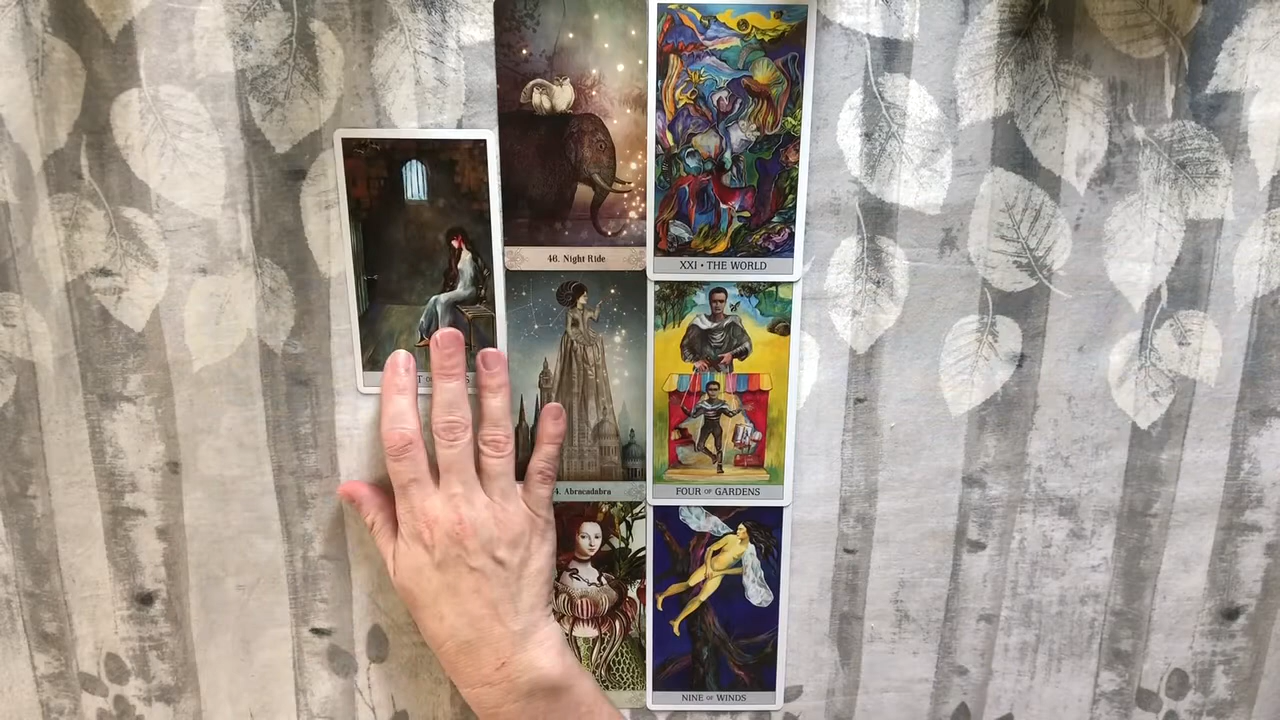 46. Night Ride
XXI • THE WORLD
4. Abracadabra
FOUR OF GARDENS
NINE OF WINDS